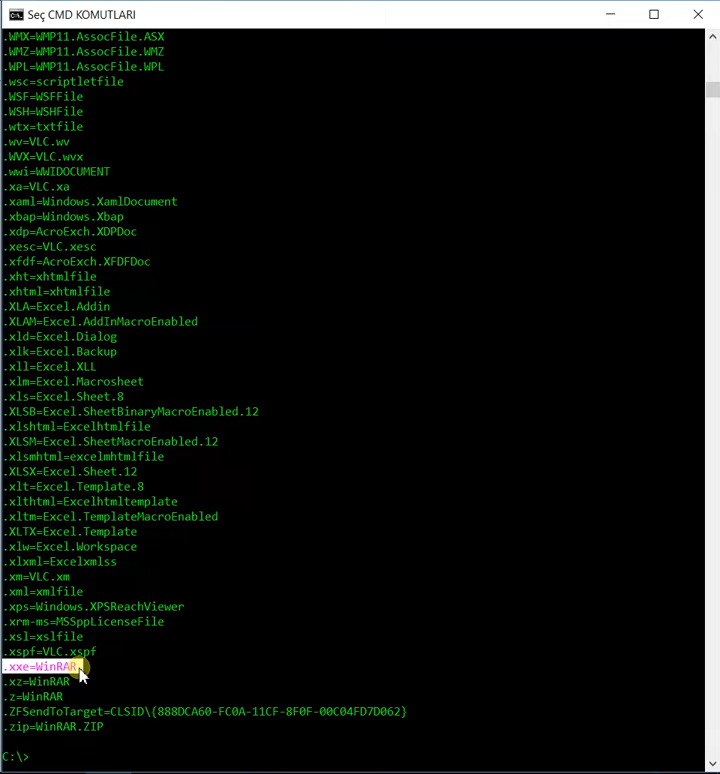 Seç CMD KOMUTLARI
.WMX=WMP11.AssocFile.ASX
.WMZ=WMP11.AssocFile.WMZ
.WPL=WMP11.AssocFile.WPL
.wsc=scriptletfile
.WSF=WSFFile
.WSH=WSHFile
.wtx=txtfile
.wv=VLC.wv
.WVX=VLC.wvx
.wwi=WWIDOCUMENT
.xa=VLC.xa
.xaml=Windows.XamlDocument
.xbap=Windows.Xbap
.xdp=AcroExch.XDPDoc
.xesc=VLC.xesc
.xfdf=AcroExch.XFDFDoc
.xht=xhtmlfile
.xhtml=xhtmlfile
.XLA=Excel.Addin
.XLAM=Excel.AddInMacroEnabled
.xld=Excel.Dialog
.xlk=Excel.Backup
.xll=Excel.XLL
.xlm=Excel.Macrosheet
.xls=Excel.Sheet.8
.XLSB=Excel.SheetBinaryMacroEnabled.12
.xlshtml=Excelhtmlfile
.XLSM=Excel.SheetMacroEnabled.12
.xlsmhtml=excelmhtmlfile
.XLSX=Excel.Sheet.12
.xlt=Excel.Template.8
.xlthtml=Excelhtmltemplate
.xltm=Excel.TemplateMacroEnabled
.XLTX=Excel.Template
.xlw=Excel.Workspace
.xlxml=Excelxmlss
.xm=VLC.xm
.xml=xmlfile
.xps=Windows.XPSReachViewer
.xrm-ms=MSSppLicenseFile
.xsl=xslfile
.xspf=VLC.xspf
.xxe=WinRAR
.xz=WinRAR
.z=WinRAR
.ZFSendToTarget=CLSID\{888DCA60-FC0A-11CF-8F0F-00C04FD7D062}
.zip=WinRAR.ZIP
C:\>